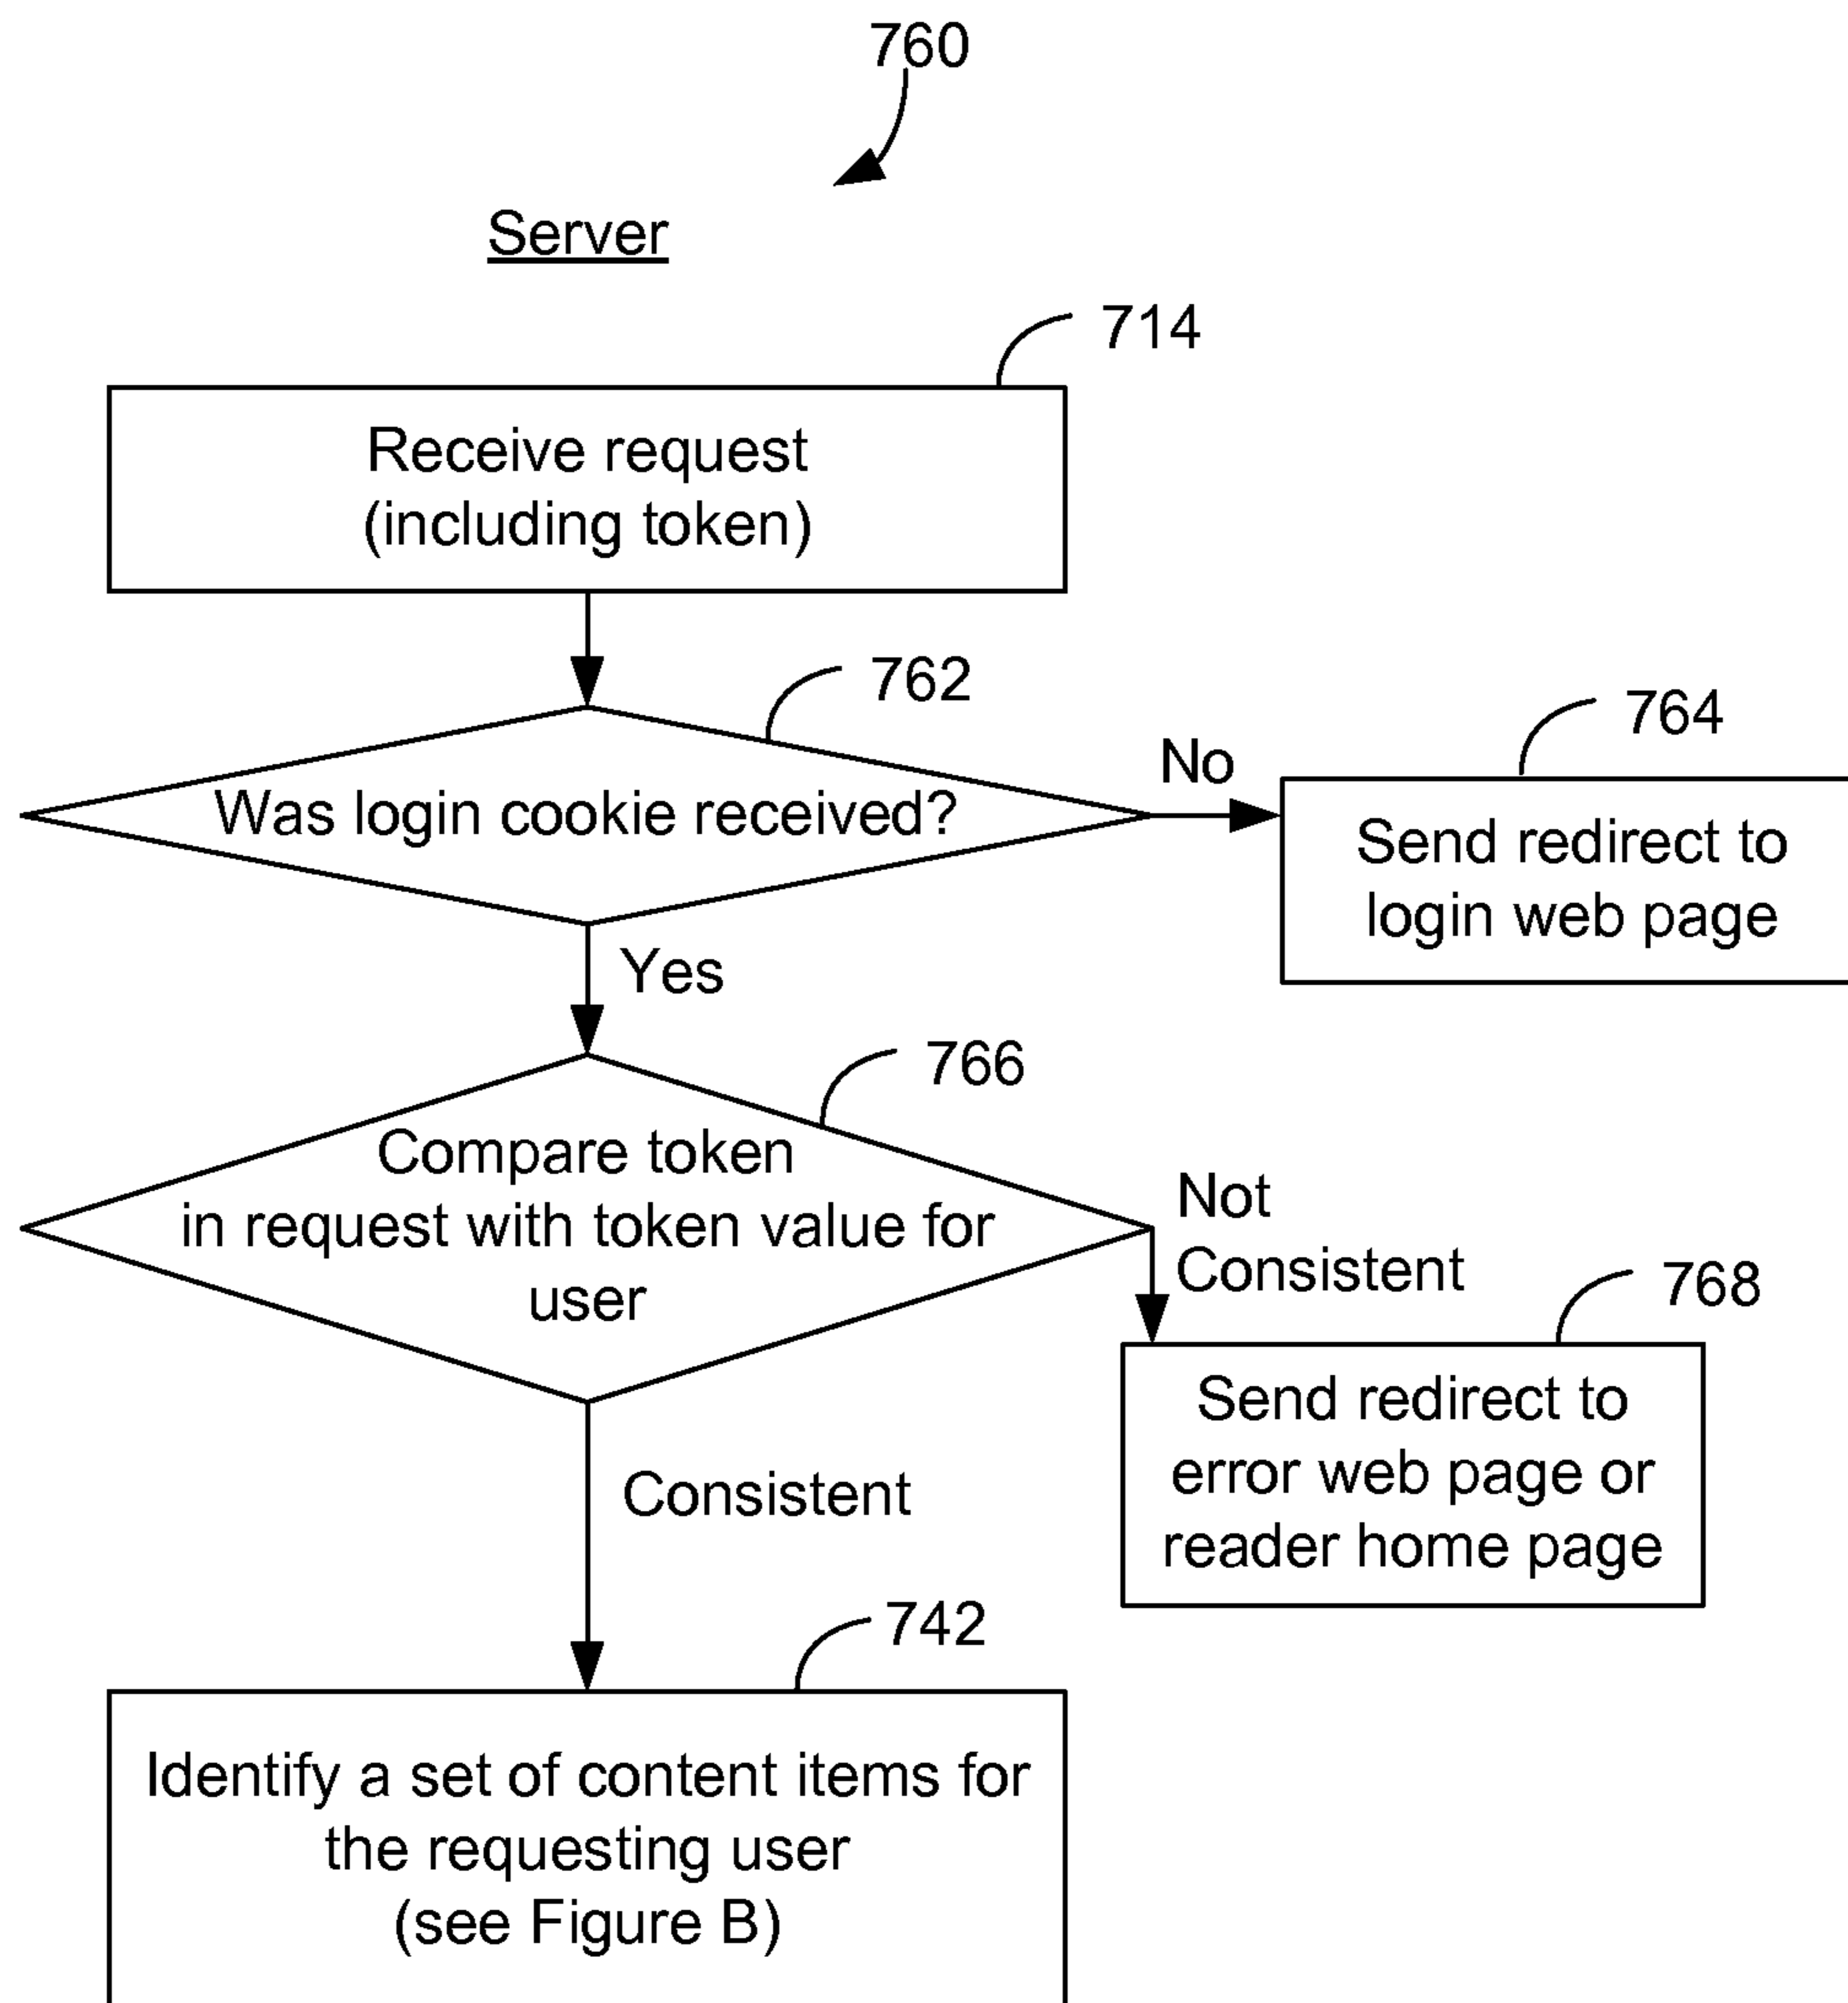 760
Server
714
Receive request
(including token)
762
Was login cookie received?
No
764
Send redirect to
login web page
Yes
766
Compare token
in request with token value for
user
Not
Consistent
768
Send redirect to
error web page or
reader home page
Consistent
742
Identify a set of content items for
the requesting user
(see Figure B)